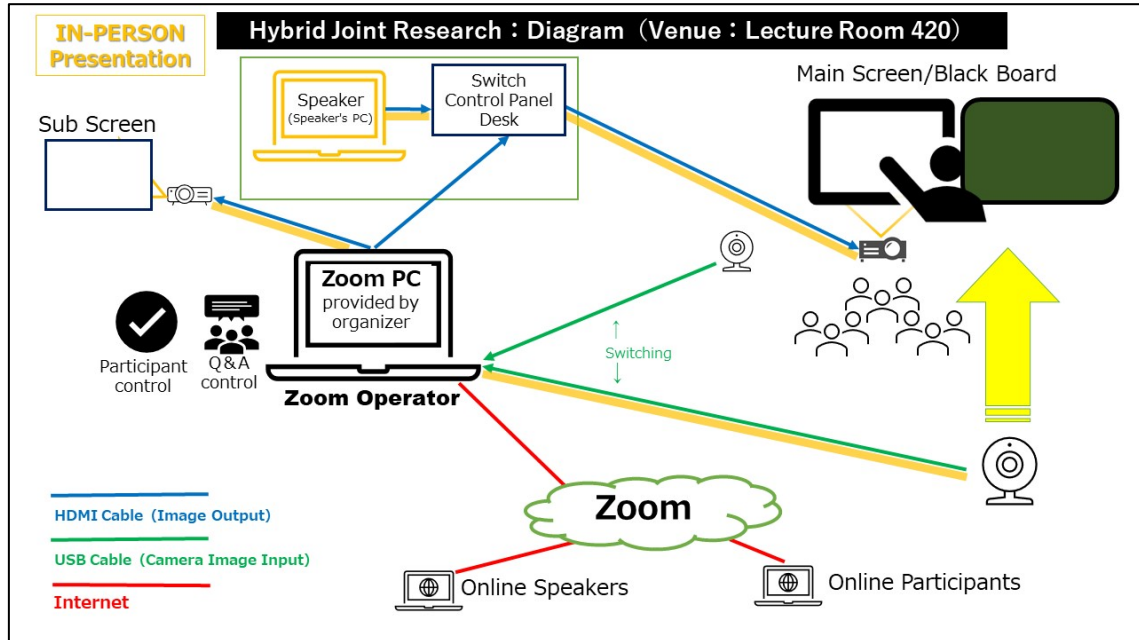 IN-PERSON
Presentation
Hybrid Joint Research：Diagram（Venue：Lecture Room 420）
Speaker
(Speaker's PC)
Switch
Control Panel
Desk
Main Screen/Black Board
Sub Screen
Zoom PC
provided by
organizer
Participant
control
Q&A
control
Zoom Operator
↑
Switching
↓
Zoom
HDMI Cable（Image Output）
USB Cable（Camera Image Input）
Internet
Online Speakers
Online Participants